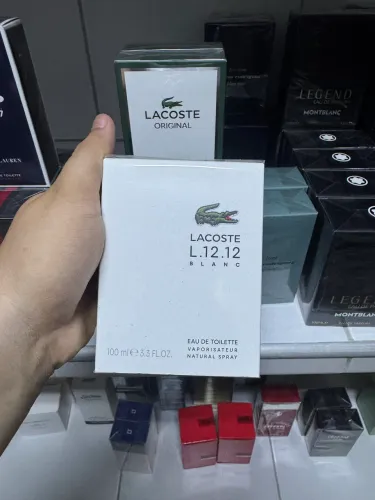 LACOSTE
ORIGINAL
LEGEND
MONTBLANC
LAUREN
LACOSTE
L.12.12
BLANC
EAU DE TOILETTE
VAPORISATEUR
NATURAL SPRAY
100 ml ℮ 3.3 FL.OZ.
LEGEND
MONTBLANC